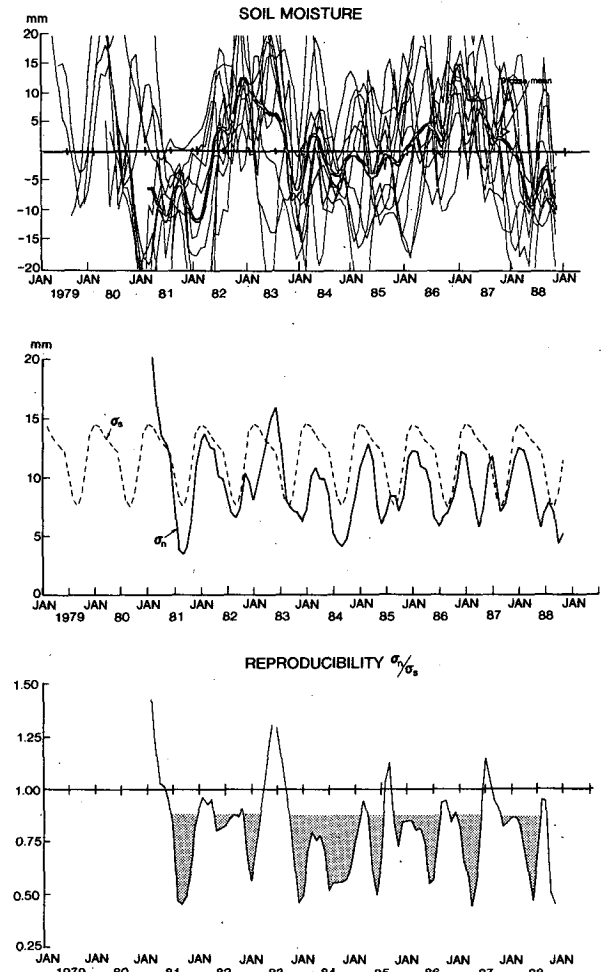 SOIL MOISTURE
mm
20
15
10
5
0
-5
-10
-15
-20
JAN JAN JAN JAN JAN JAN JAN JAN JAN JAN JAN
1979 80 81 82 83 84 85 86 87 88
mm
20
15
10
5
0
σs
σn
JAN JAN JAN JAN JAN JAN JAN JAN JAN JAN JAN
1979 80 81 82 83 84 85 86 87 88
REPRODUCIBILITY σn/σs
1.50
1.25
1.00
0.75
0.50
0.25
JAN JAN JAN JAN JAN JAN JAN JAN JAN JAN JAN
1979 80 81 82 83 84 85 86 87 88